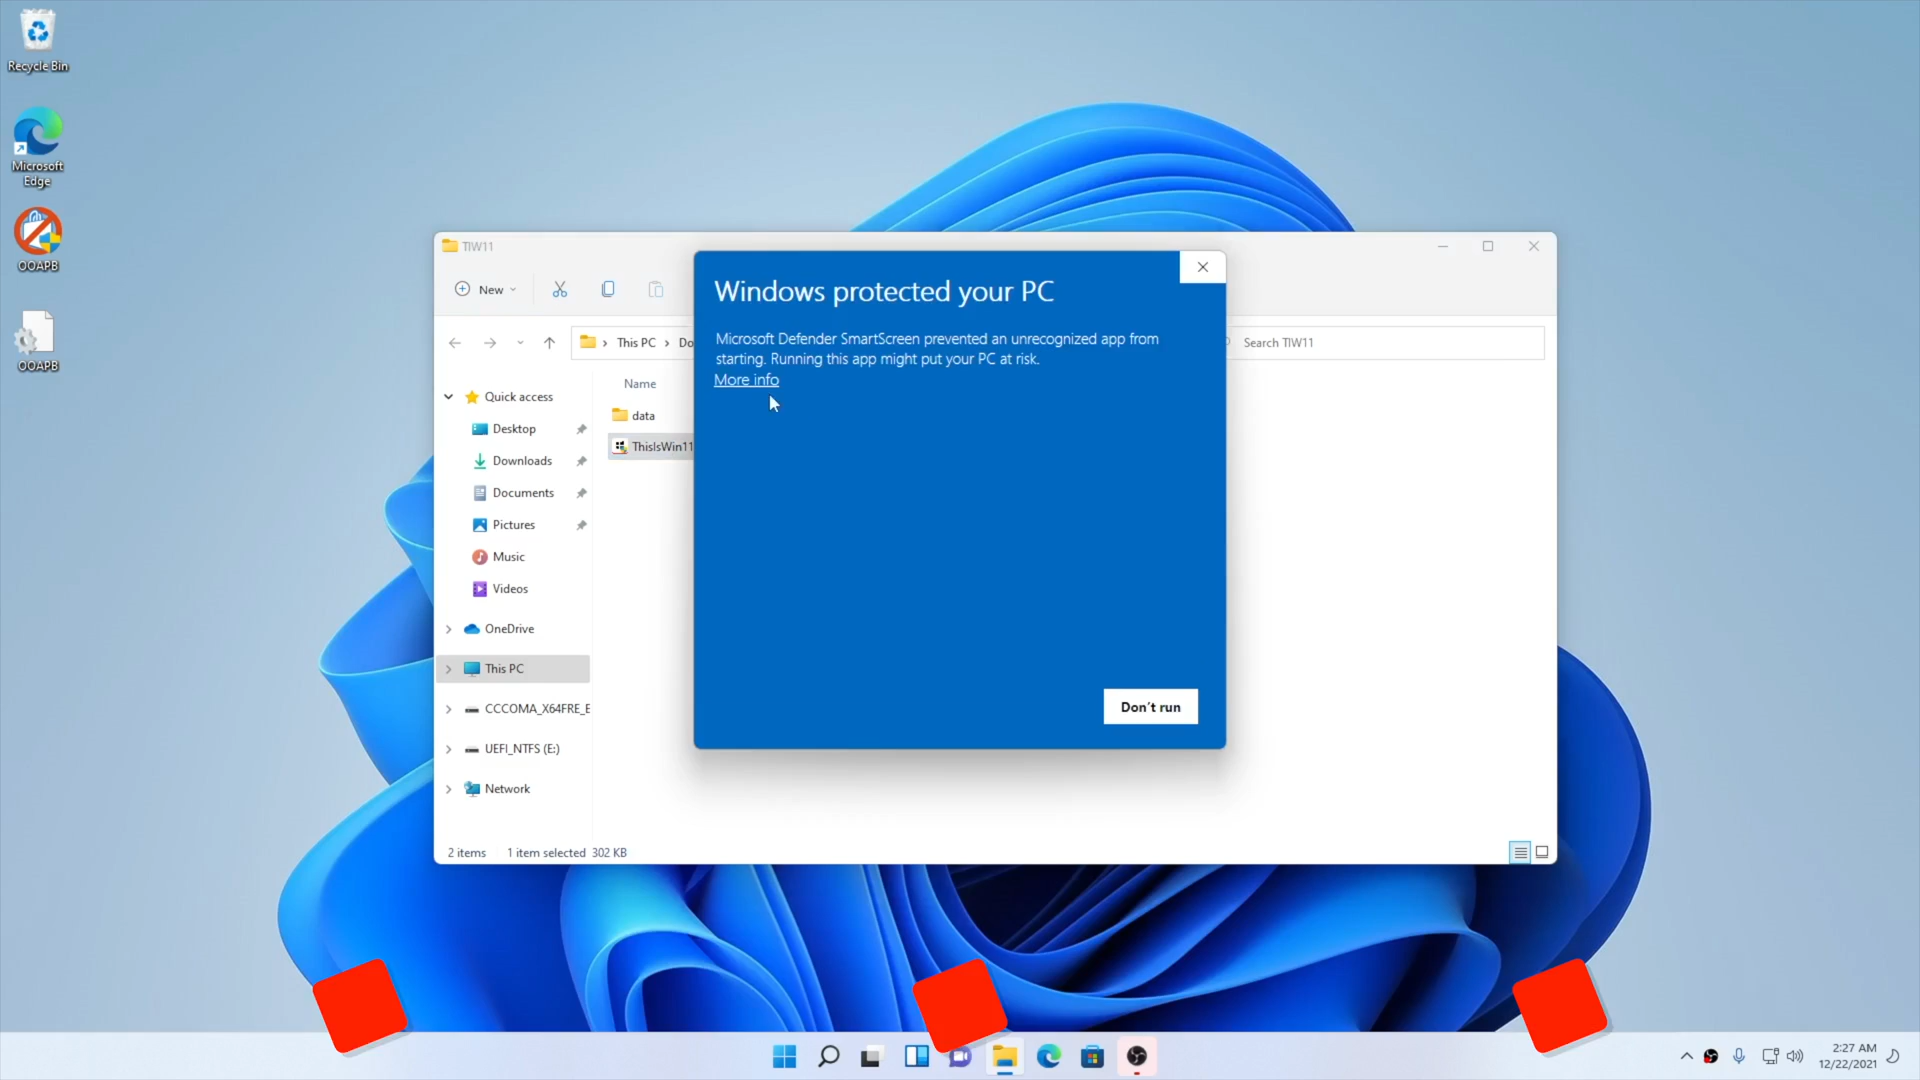 Recycle Bin
Microsoft
Edge
OOAPB
OOAPB
TIW11
New
This PC
Do
Search TIW11
Name
data
ThisIsWin11
Quick access
Desktop
Downloads
Documents
Pictures
Music
Videos
OneDrive
This PC
CCCOMA_X64FRE_E
UEFI_NTFS (E:)
Network
2 items
1 item selected 302 KB
Windows protected your PC
Microsoft Defender SmartScreen prevented an unrecognized app from
starting. Running this app might put your PC at risk.
More info
Don't run
2:27 AM
12/22/2021